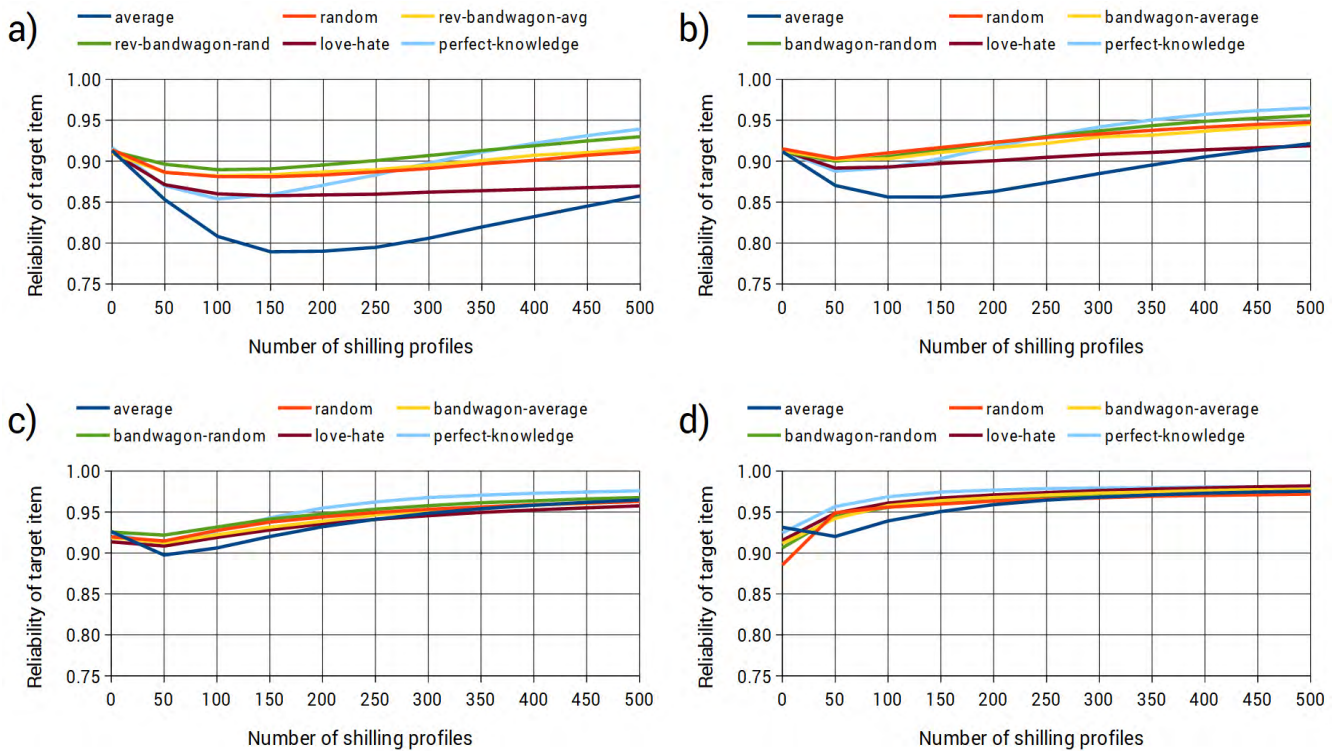 a)
average random rev-bandwagon-avg
rev-bandwagon-rand love-hate perfect-knowledge
Reliability of target item
1.00
0.95
0.90
0.85
0.80
0.75
0 50 100 150 200 250 300 350 400 450 500
Number of shilling profiles
b)
average random bandwagon-average
bandwagon-random love-hate perfect-knowledge
Reliability of target item
1.00
0.95
0.90
0.85
0.80
0.75
0 50 100 150 200 250 300 350 400 450 500
Number of shilling profiles
c)
average random bandwagon-average
bandwagon-random love-hate perfect-knowledge
Reliability of target item
1.00
0.95
0.90
0.85
0.80
0.75
0 50 100 150 200 250 300 350 400 450 500
Number of shilling profiles
d)
average random bandwagon-average
bandwagon-random love-hate perfect-knowledge
Reliability of target item
1.00
0.95
0.90
0.85
0.80
0.75
0 50 100 150 200 250 300 350 400 450 500
Number of shilling profiles